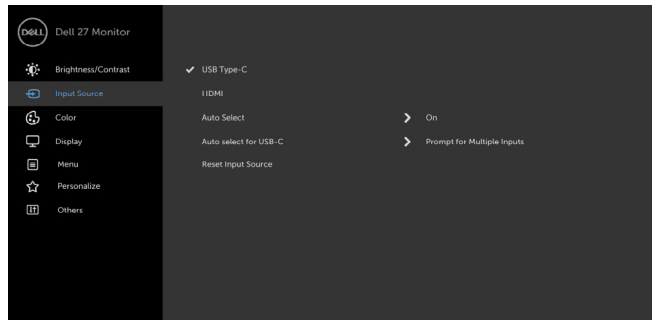 DELL Dell 27 Monitor
Brightness/Contrast
USB Type-C
Input Source
HDMI
Color
Auto Select On
Display
Auto select for USB-C Prompt for Multiple Inputs
Menu
Reset Input Source
Personalize
Others